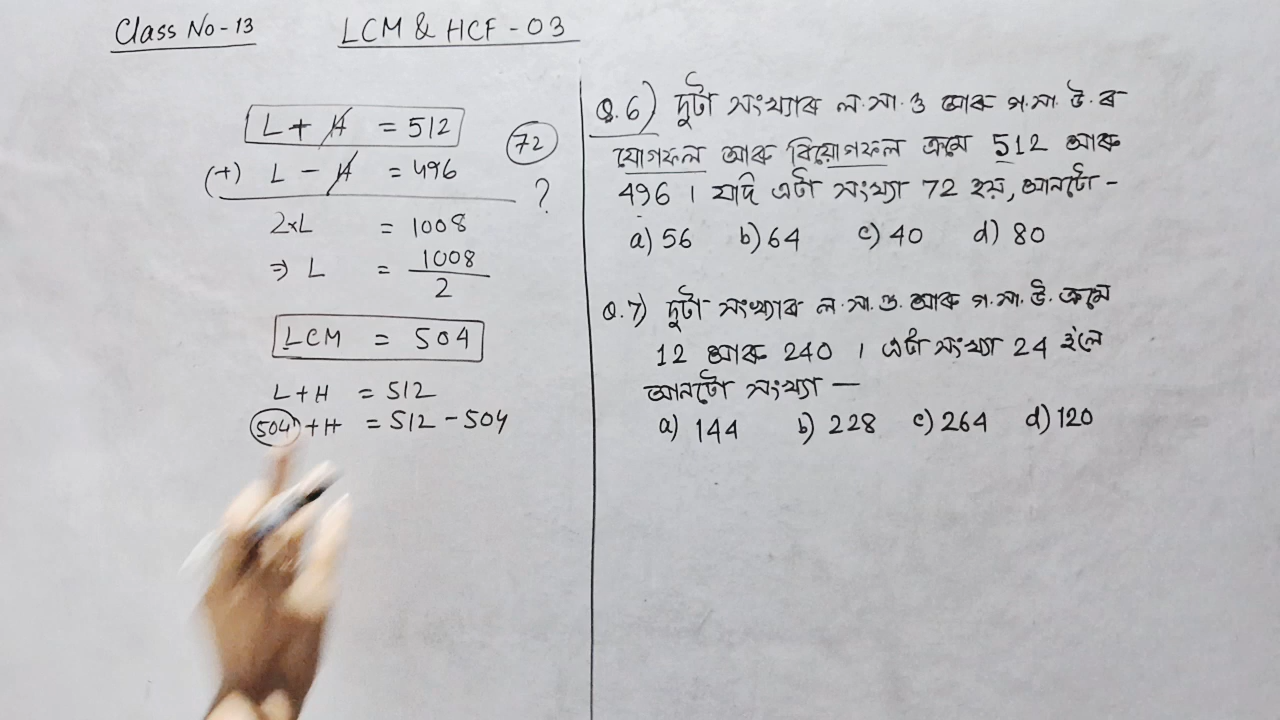 Class No-13
LCM & HCF-03
L + H = 512
72
(+) L - H = 496
?
2×L = 1008
⇒ L = 1008/2
LCM = 504
L+H = 512
504+H = 512-504
Q.6) দুটা সংখ্যাৰ ল.সা.গু আৰু গ.সা.উ.ৰ
যোগফল আৰু বিয়োগফল ক্ৰমে 512 আৰু
496 । যদি এটা সংখ্যা 72 হয়, আনটো -
a) 56 b) 64 c) 40 d) 80
Q.7) দুটা সংখ্যাৰ ল.সা.গু. আৰু গ.সা.উ. ক্ৰমে
12 আৰু 240 । এটা সংখ্যা 24 হ'লে
আনটো সংখ্যা —
a) 144 b) 228 c) 264 d) 120